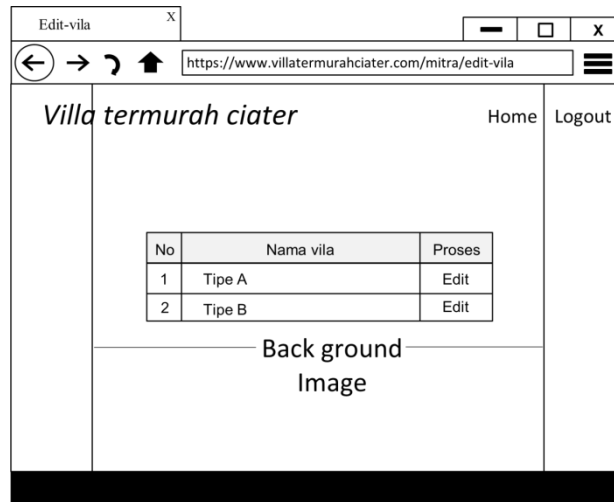 Edit-vila X
X
https://www.villatermurahciater.com/mitra/edit-vila
Villa termurah ciater Home Logout
No Nama vila Proses
1 Tipe A Edit
2 Tipe B Edit
Back ground
Image